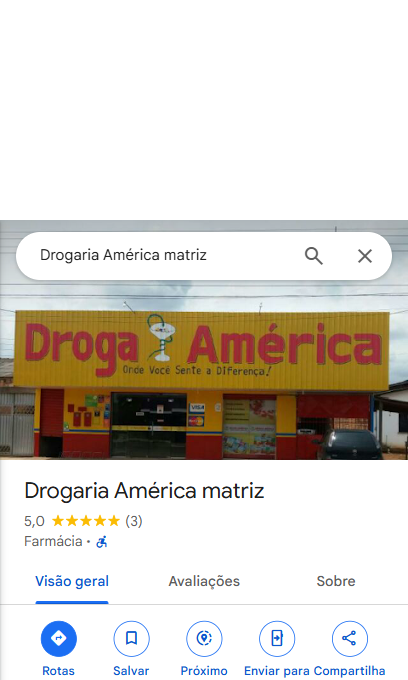 Drogaria América matriz
Droga América
Onde Você Sente a Diferença!
VISA
Drogaria América matriz
5,0 (3)
Farmácia ·
Visão geral Avaliações Sobre
Rotas Salvar Próximo Enviar para Compartilhar